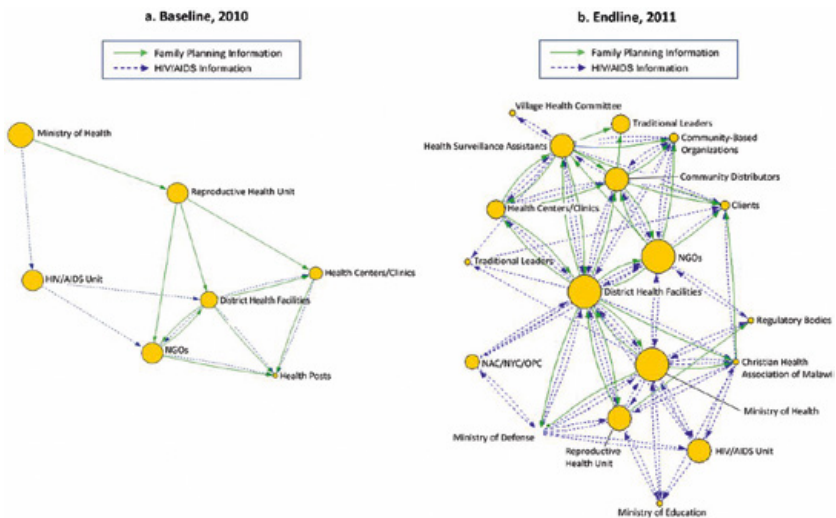 a. Baseline, 2010
Family Planning Information
HIV/AIDS Information
Ministry of Health
Reproductive Health Unit
HIV/AIDS Unit
Health Centers/Clinics
District Health Facilities
NGOs
Health Posts
b. Endline, 2011
Family Planning Information
HIV/AIDS Information
Village Health Committee
Traditional Leaders
Health Surveillance Assistants
Community-Based
Organizations
Community Distributors
Health Centers/Clinics
Clients
Traditional Leaders
NGOs
District Health Facilities
Regulatory Bodies
NAC/NYC/OPC
Christian Health
Association of Malawi
Ministry of Health
Ministry of Defense
Reproductive
Health Unit
HIV/AIDS Unit
Ministry of Education